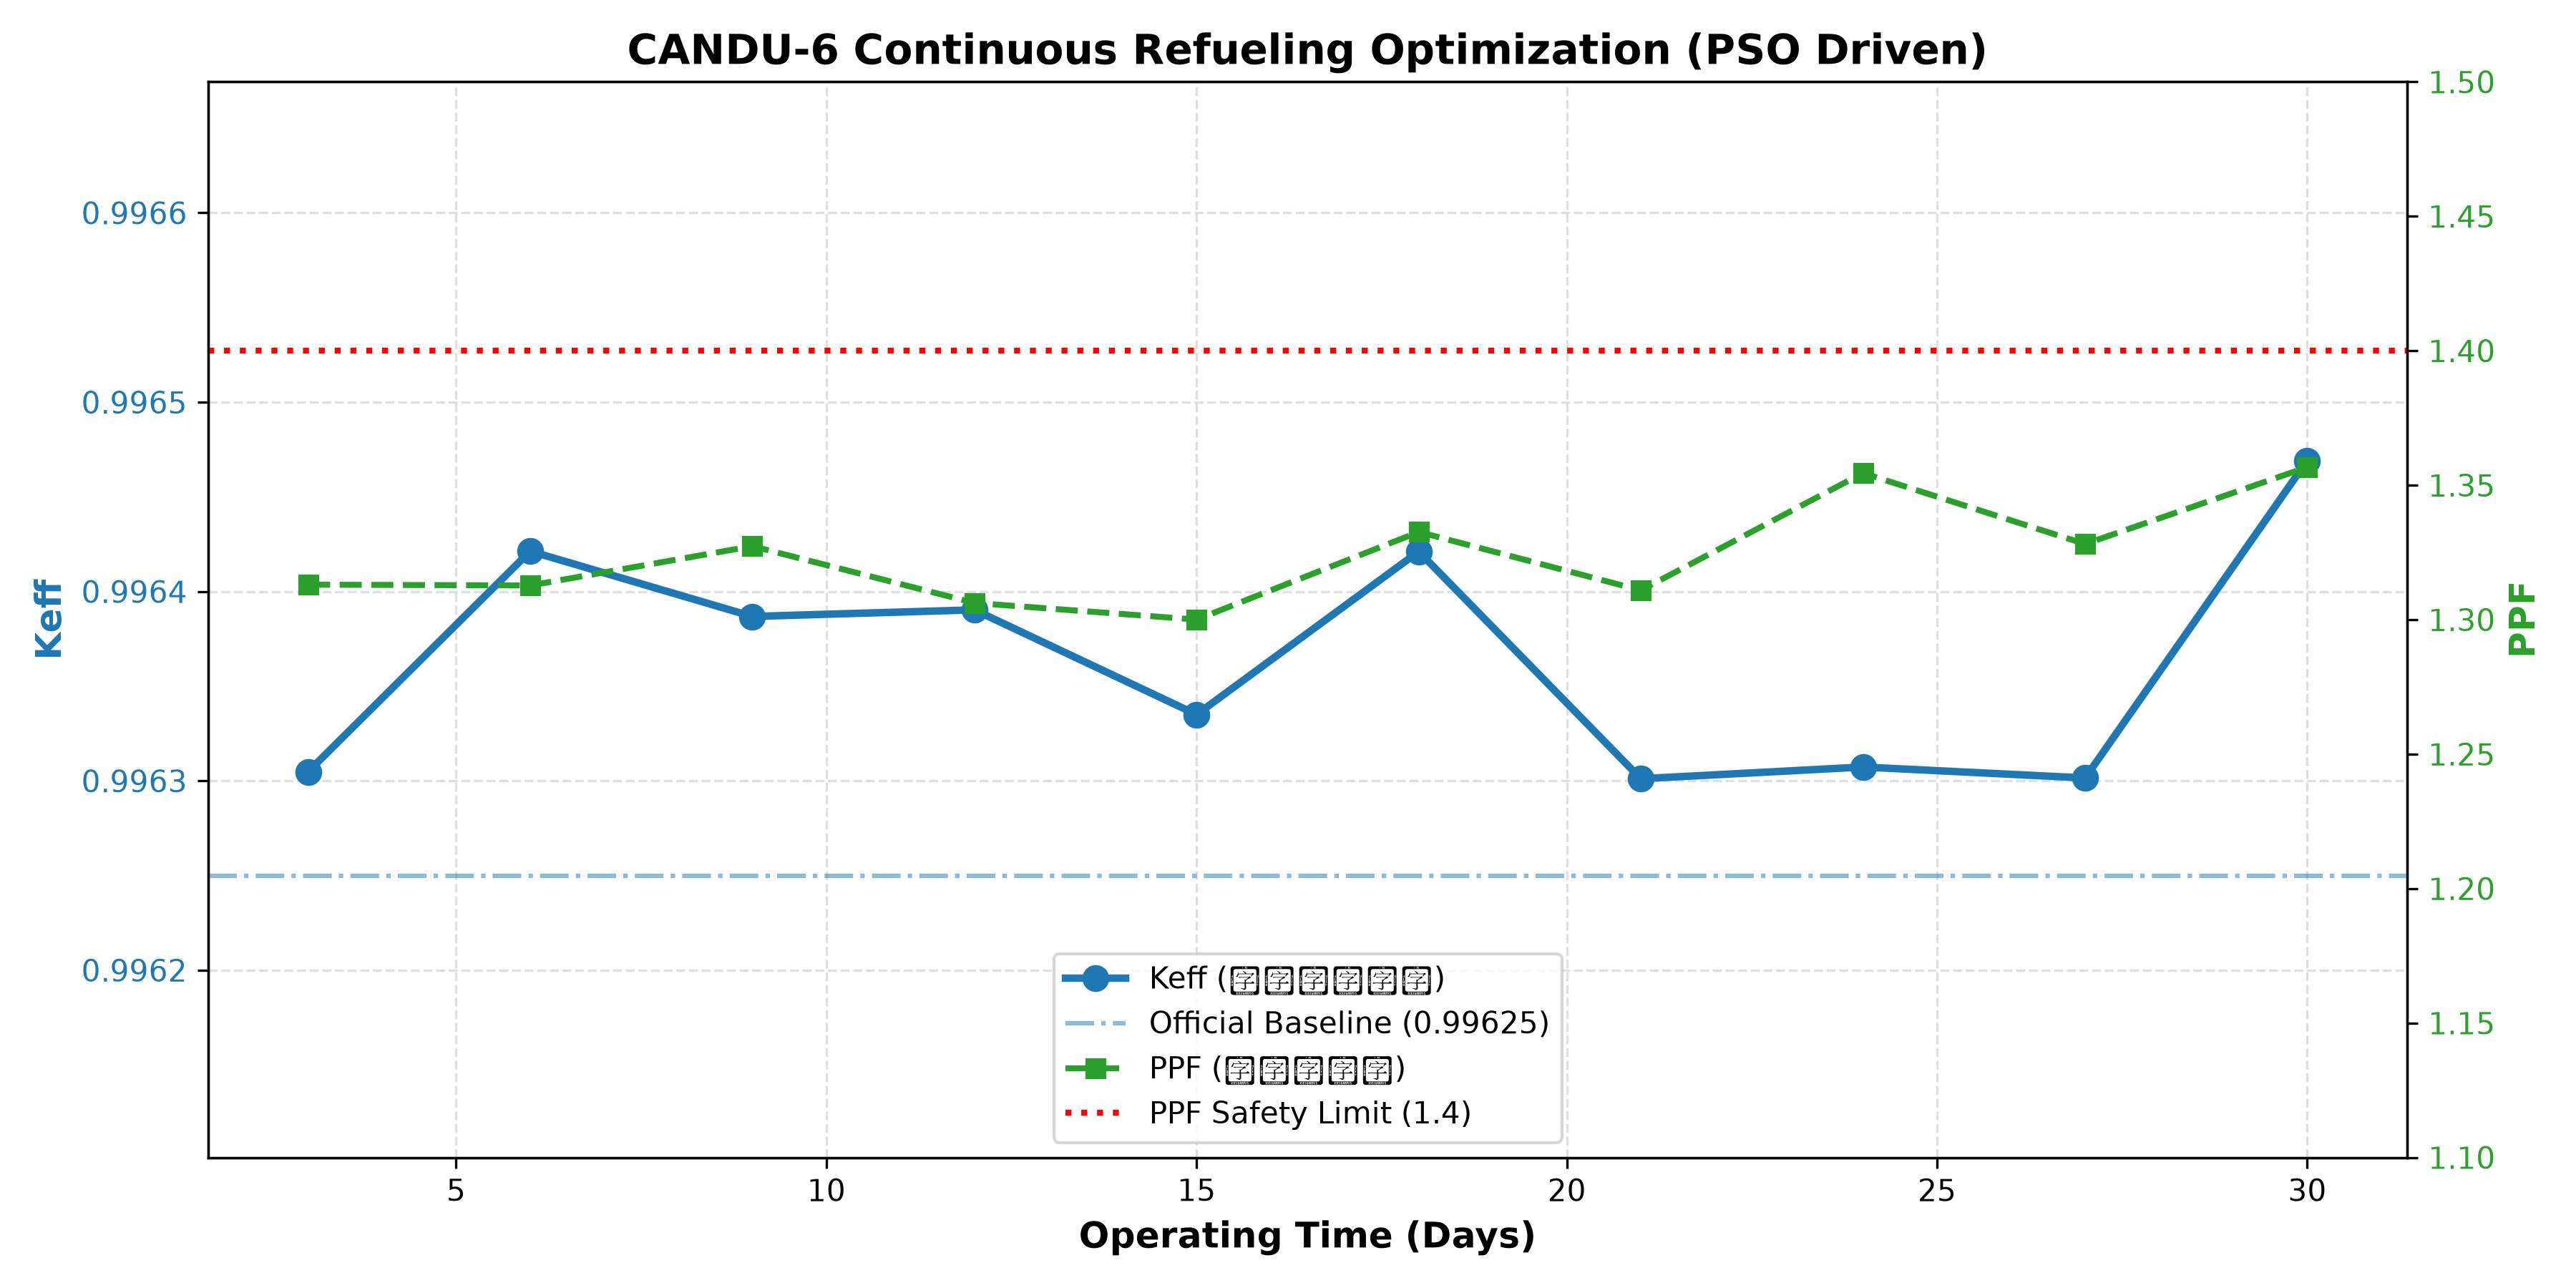 CANDU-6 Continuous Refueling Optimization (PSO Driven)
Keff
0.9966
0.9965
0.9964
0.9963
0.9962
1.50
1.45
1.40
1.35
1.30
1.25
1.20
1.15
1.10
PPF
Keff ()
Official Baseline (0.99625)
PPF ()
PPF Safety Limit (1.4)
5 10 15 20 25 30
Operating Time (Days)